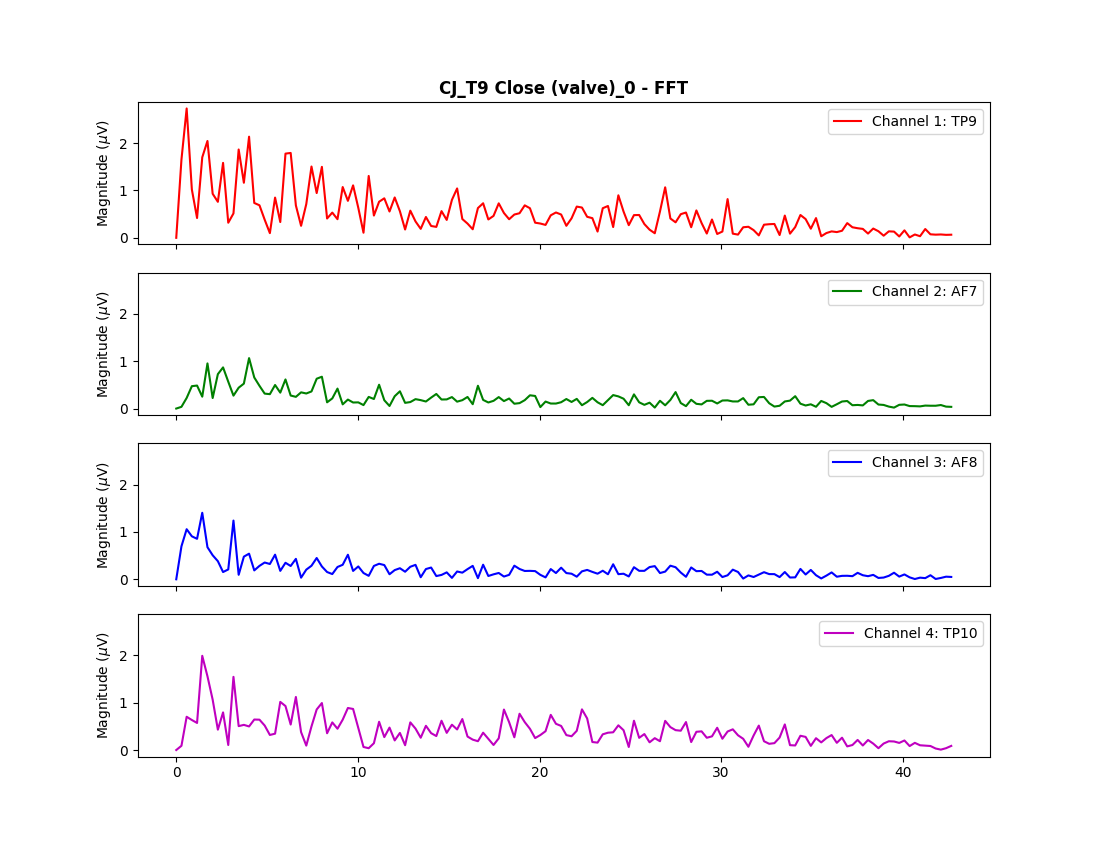 CJ_T9 Close (valve)_0 - FFT
Magnitude (μV)
2
1
0
Channel 1: TP9
Magnitude (μV)
2
1
0
Channel 2: AF7
Magnitude (μV)
2
1
0
Channel 3: AF8
Magnitude (μV)
2
1
0
Channel 4: TP10
0 10 20 30 40